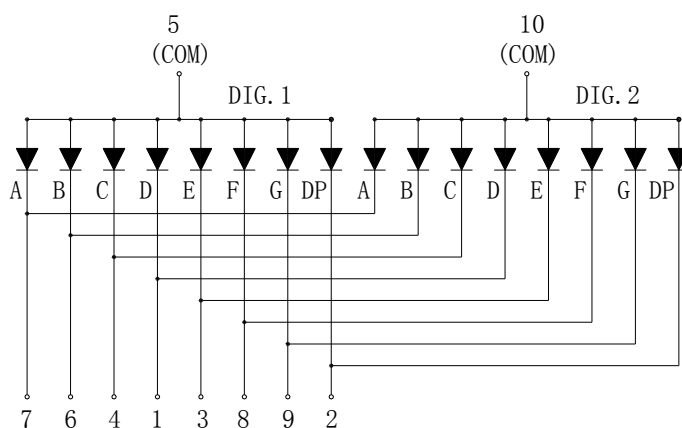 5 10
(COM) (COM)
DIG.1 DIG.2
A B C D E F G DP A B C D E F G DP
7 6 4 1 3 8 9 2